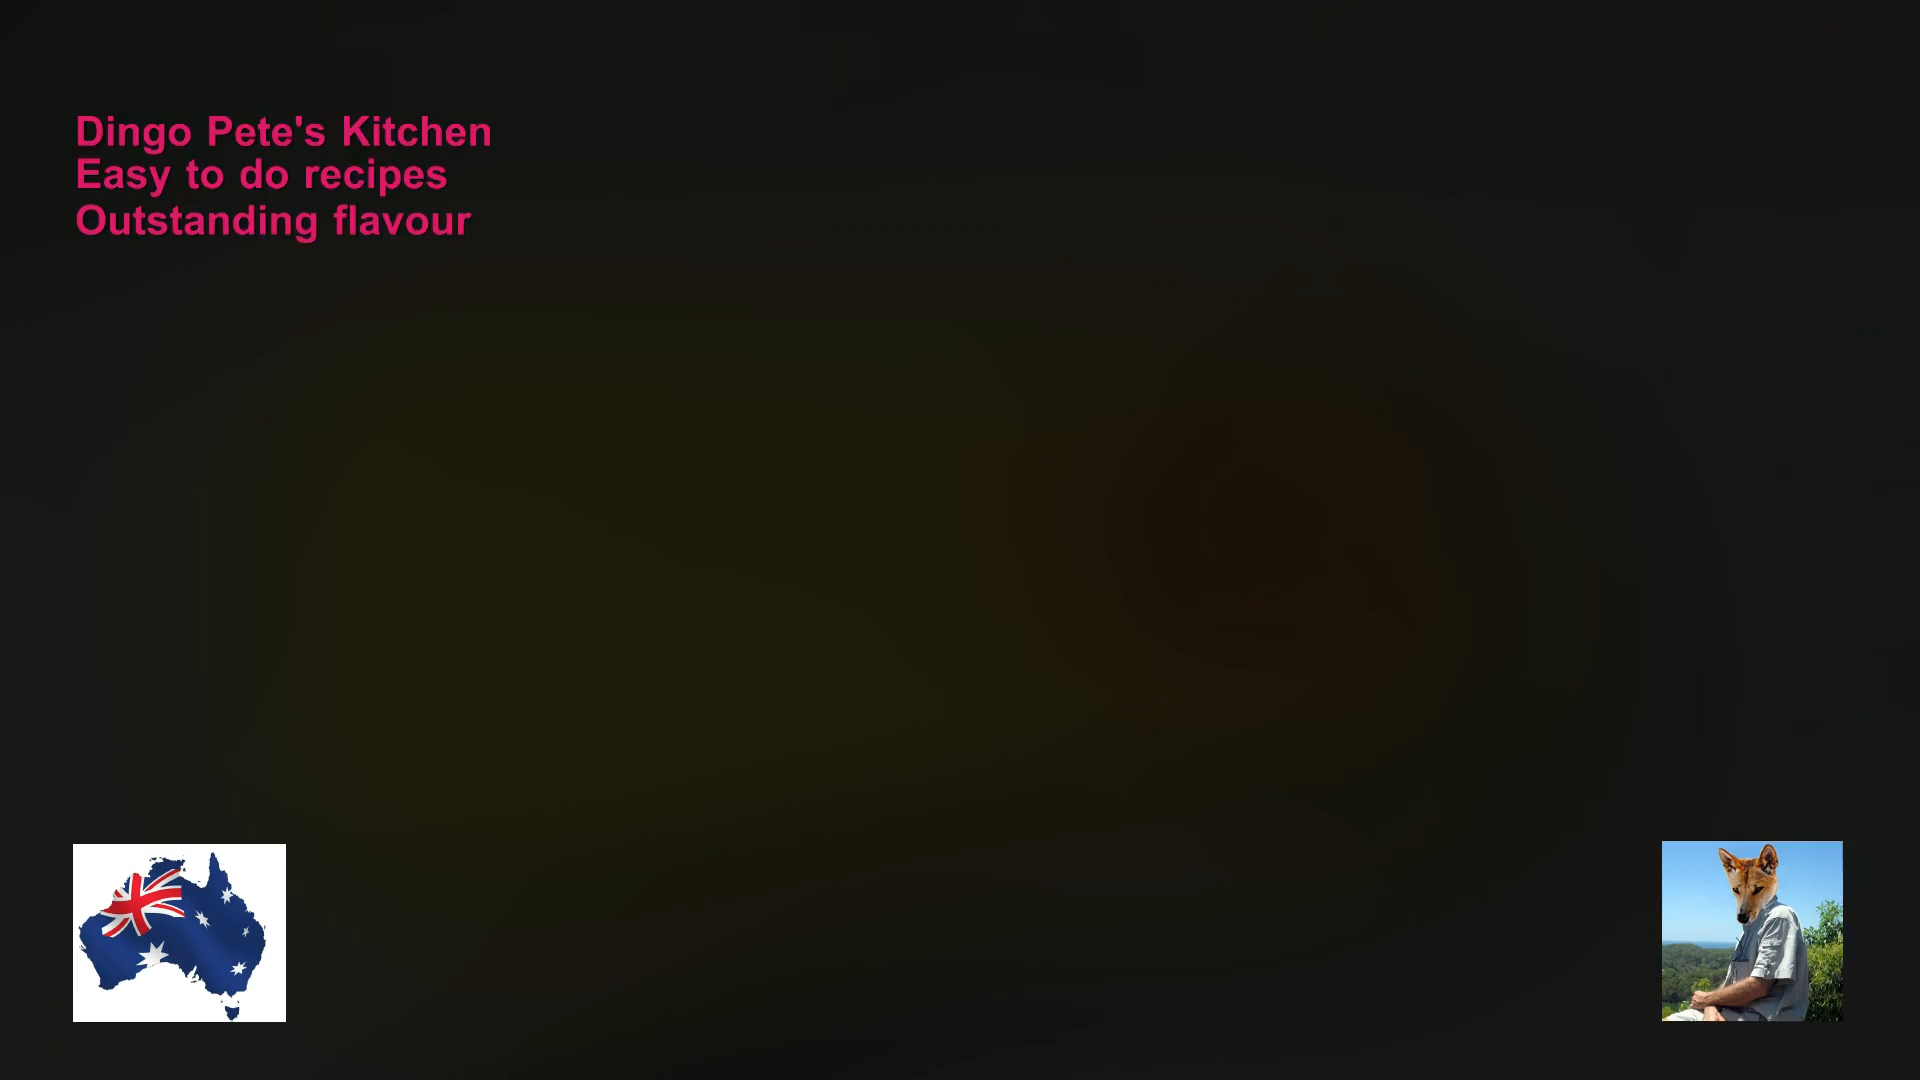 Dingo Pete's Kitchen
Easy to do recipes
Outstanding flavour